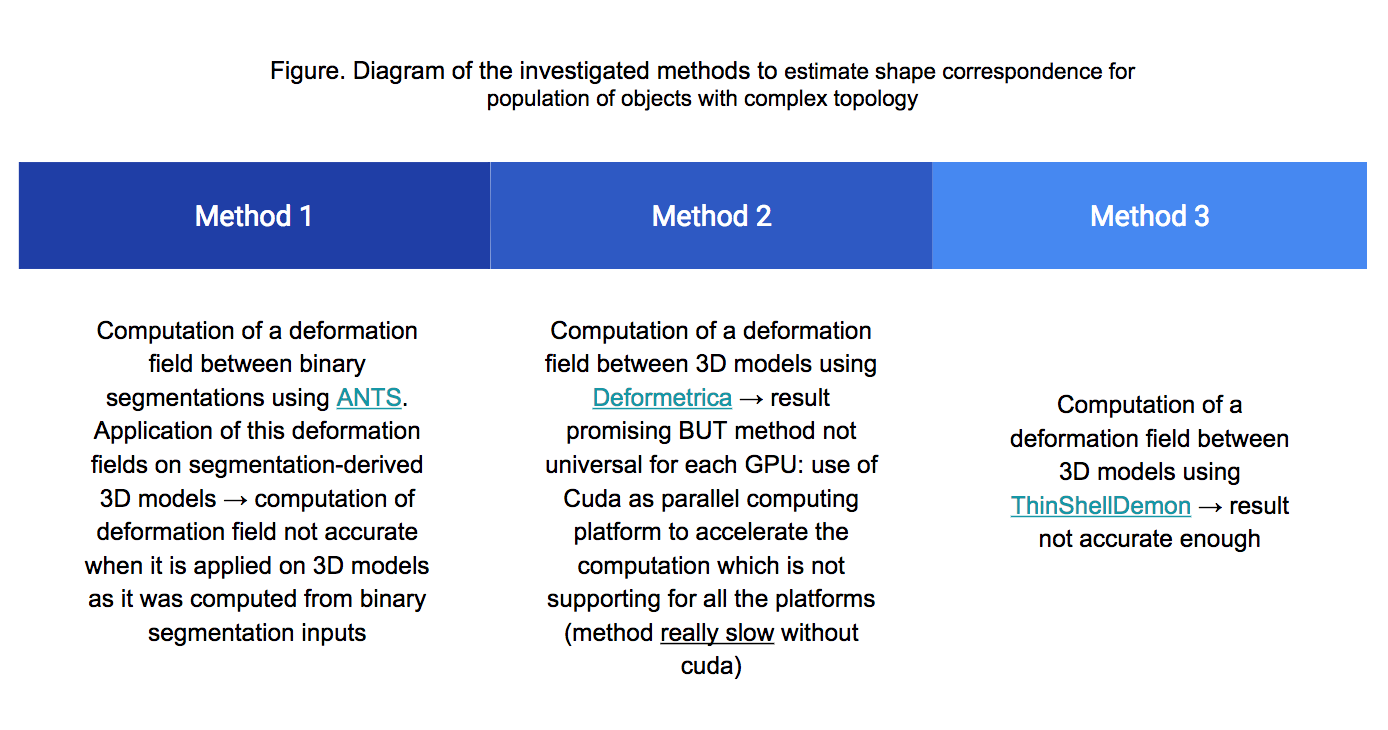 Figure. Diagram of the investigated methods to estimate shape correspondence for
population of objects with complex topology
Method 1
Method 2
Method 3
Computation of a deformation
field between binary
segmentations using ANTS.
Application of this deformation
fields on segmentation-derived
3D models → computation of
deformation field not accurate
when it is applied on 3D models
as it was computed from binary
segmentation inputs
Computation of a deformation
field between 3D models using
Deformetrica → result
promising BUT method not
universal for each GPU: use of
Cuda as parallel computing
platform to accelerate the
computation which is not
supporting for all the platforms
(method really slow without
cuda)
Computation of a
deformation field between
3D models using
ThinShellDemon → result
not accurate enough